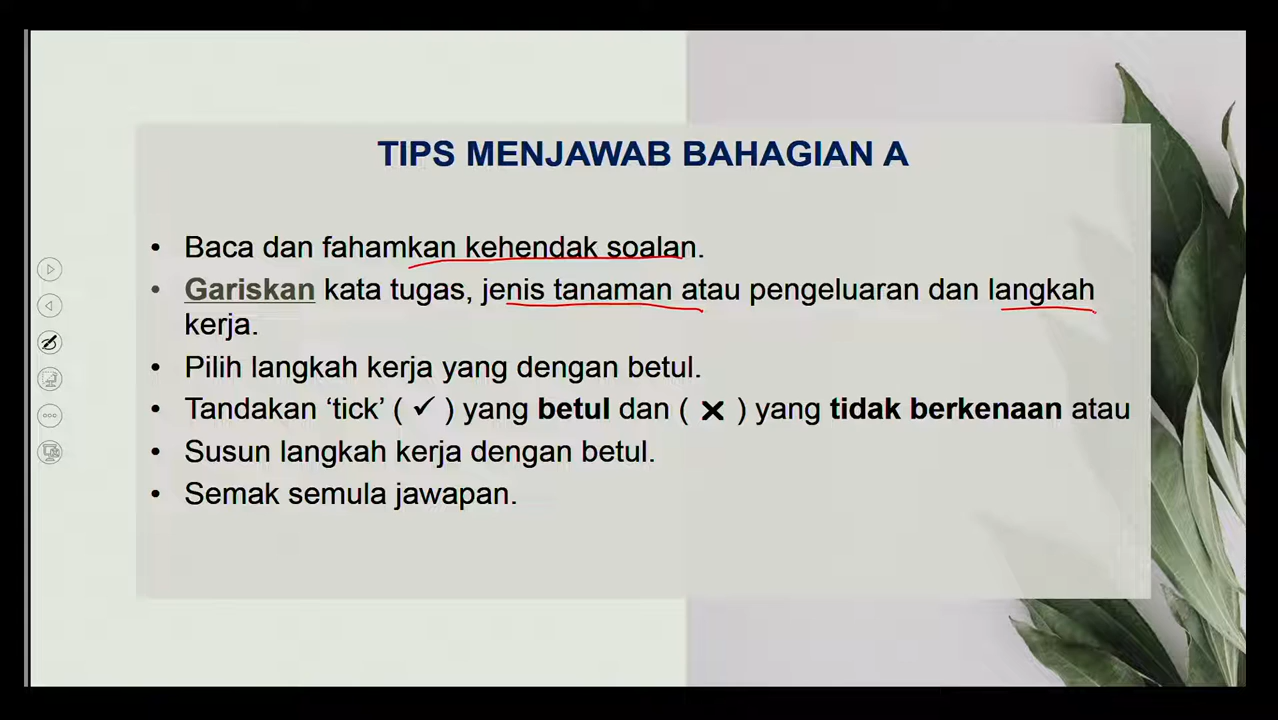 TIPS MENJAWAB BAHAGIAN A
• Baca dan fahamkan kehendak soalan.
• Gariskan kata tugas, jenis tanaman atau pengeluaran dan langkah
kerja.
• Pilih langkah kerja yang dengan betul.
• Tandakan ‘tick’ ( ✓ ) yang betul dan ( ✕ ) yang tidak berkenaan atau
• Susun langkah kerja dengan betul.
• Semak semula jawapan.